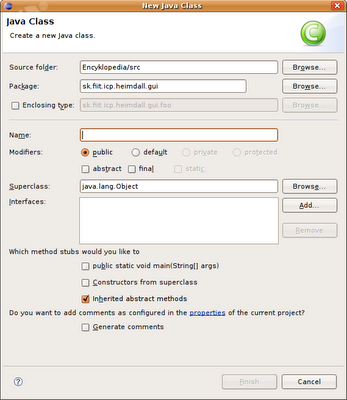 New Java Class
Java Class
Create a new Java class.
Source folder: Encyklopedia/src Browse...
Package: sk.fiit.icp.heimdall.gui Browse...
Enclosing type: sk.fiit.icp.heimdall.gui.foo Browse...
Name:
Modifiers: public default private protected
abstract final static
Superclass: java.lang.Object Browse...
Interfaces: Add...
Remove
Which method stubs would you like to
public static void main(String[] args)
Constructors from superclass
Inherited abstract methods
Do you want to add comments as configured in the properties of the current project?
Generate comments
? Finish Cancel